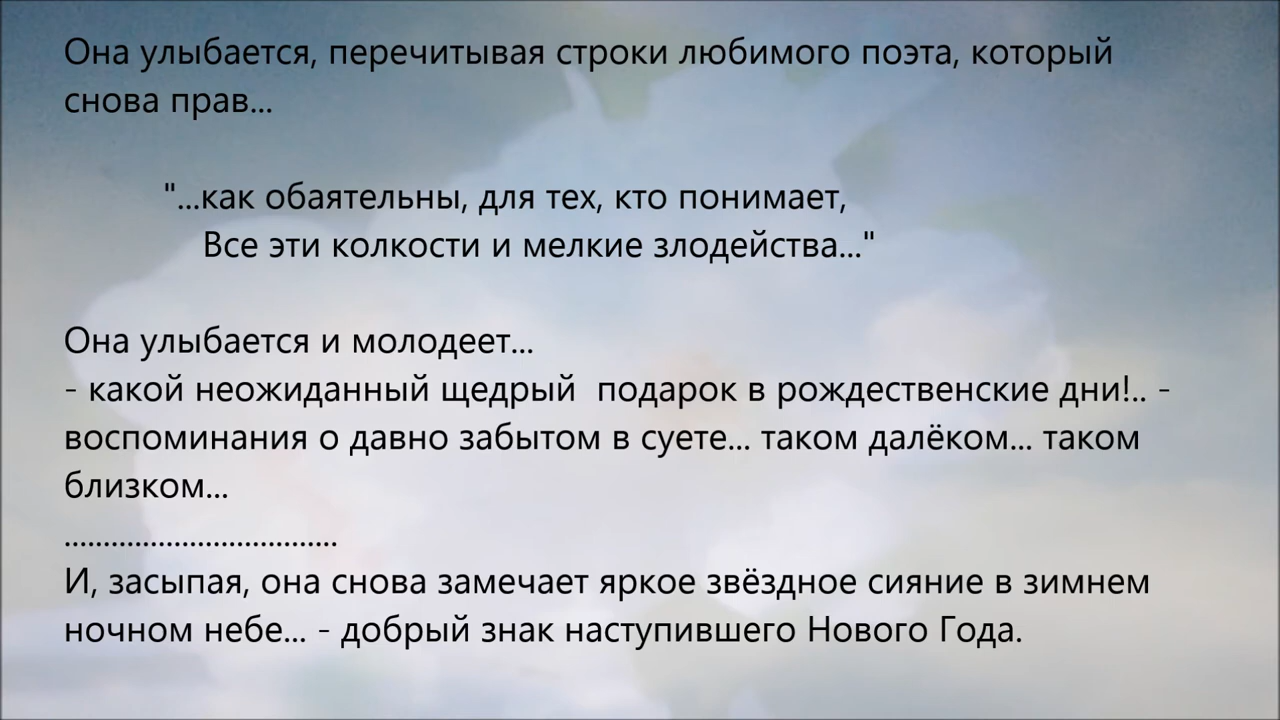 Она улыбается, перечитывая строки любимого поэта, который
снова прав...
"...как обаятельны, для тех, кто понимает,
Все эти колкости и мелкие злодейства..."
Она улыбается и молодеет...
- какой неожиданный щедрый  подарок в рождественские дни!.. -
воспоминания о давно забытом в суете... таком далёком... таком
близком...
..................................
И, засыпая, она снова замечает яркое звёздное сияние в зимнем
ночном небе... - добрый знак наступившего Нового Года.